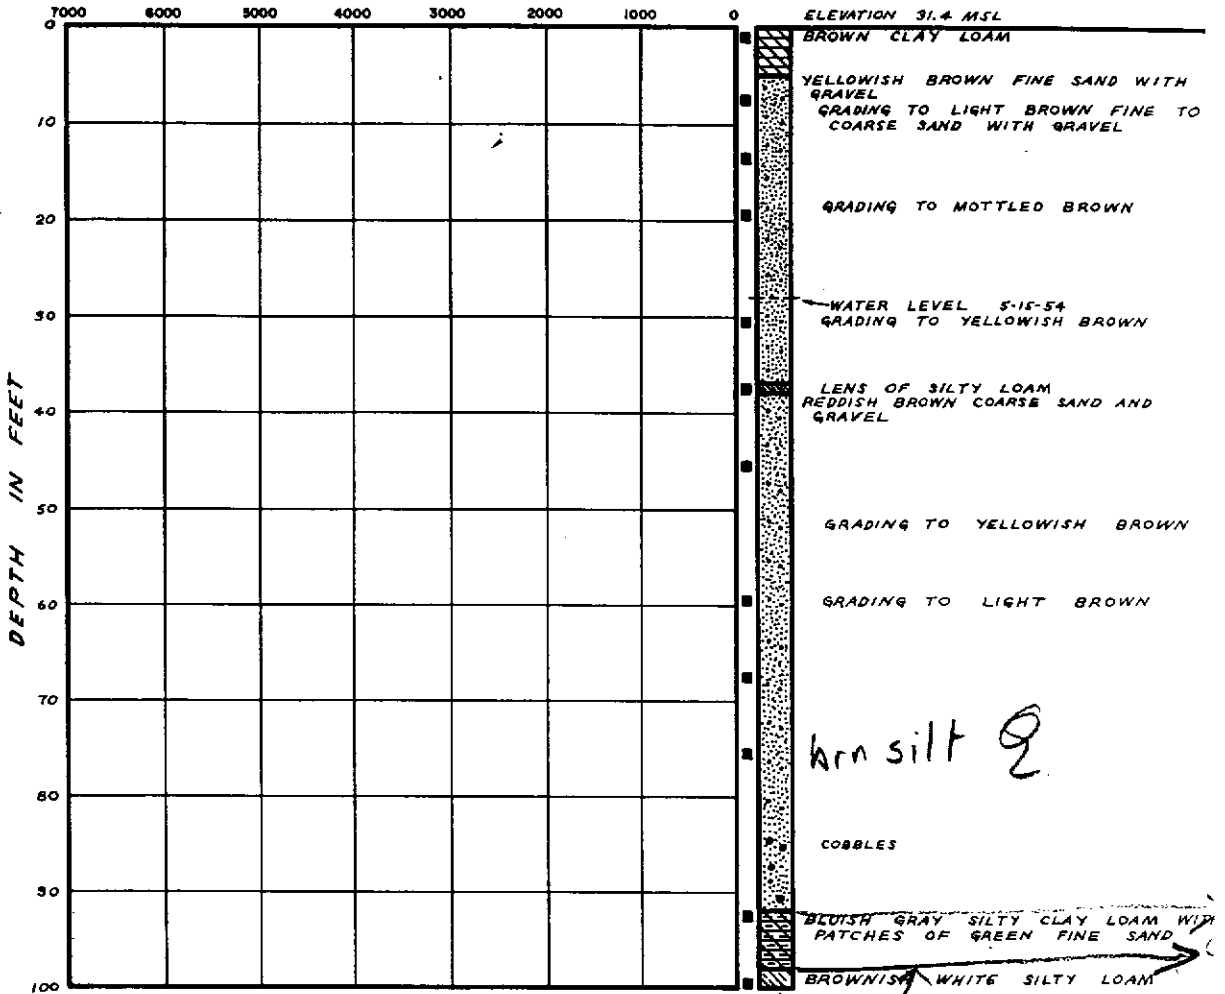 7000 6000 5000 4000 3000 2000 1000 0
ELEVATION 31.4 MSL
0
BROWN CLAY LOAM
YELLOWISH BROWN FINE SAND WITH
GRAVEL
GRADING TO LIGHT BROWN FINE TO
COARSE SAND WITH GRAVEL
10
20
GRADING TO MOTTLED BROWN
WATER LEVEL 5-15-54
30
GRADING TO YELLOWISH BROWN
LENS OF SILTY LOAM
40
REDDISH BROWN COARSE SAND AND
GRAVEL
DEPTH IN FEET
50
GRADING TO YELLOWISH BROWN
60
GRADING TO LIGHT BROWN
70
brn silt Q
80
COBBLES
90
BLUISH GRAY SILTY CLAY LOAM WITH
PATCHES OF GREEN FINE SAND
BROWNISH WHITE SILTY LOAM
100